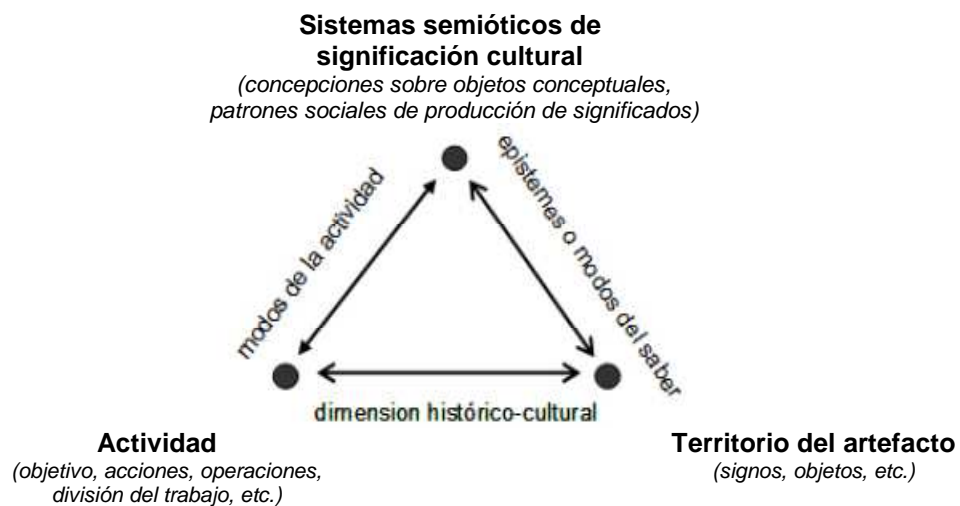 Sistemas semióticos de
significación cultural
(concepciones sobre objetos conceptuales,
patrones sociales de producción de significados)
modos de la actividad
epistemes o modos del saber
dimension histórico-cultural
Actividad
(objetivo, acciones, operaciones,
división del trabajo, etc.)
Territorio del artefacto
(signos, objetos, etc.)